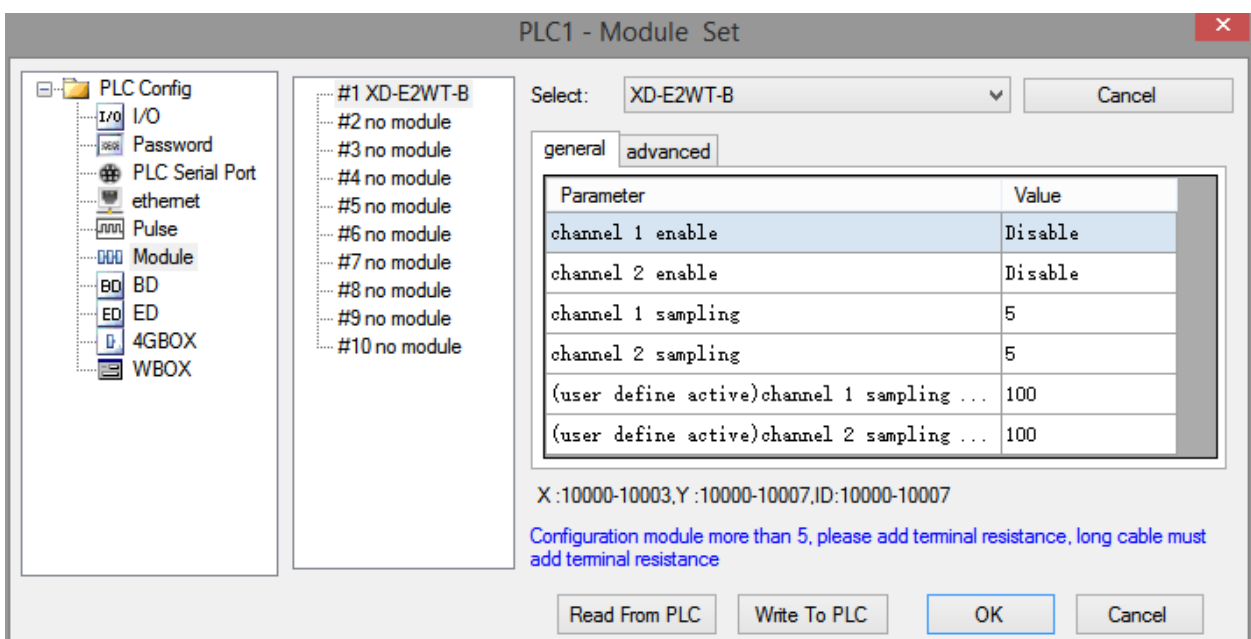 PLC1 - Module Set
PLC Config
I/O
Password
PLC Serial Port
ethernet
Pulse
Module
BD BD
ED ED
4GBOX
WBOX
#1 XD-E2WT-B
#2 no module
#3 no module
#4 no module
#5 no module
#6 no module
#7 no module
#8 no module
#9 no module
#10 no module
Select: XD-E2WT-B Cancel
general advanced
Parameter Value
channel 1 enable Disable
channel 2 enable Disable
channel 1 sampling 5
channel 2 sampling 5
(user define active)channel 1 sampling ... 100
(user define active)channel 2 sampling ... 100
X :10000-10003,Y :10000-10007,ID:10000-10007
Configuration module more than 5, please add terminal resistance, long cable must
add terminal resistance
Read From PLC Write To PLC OK Cancel